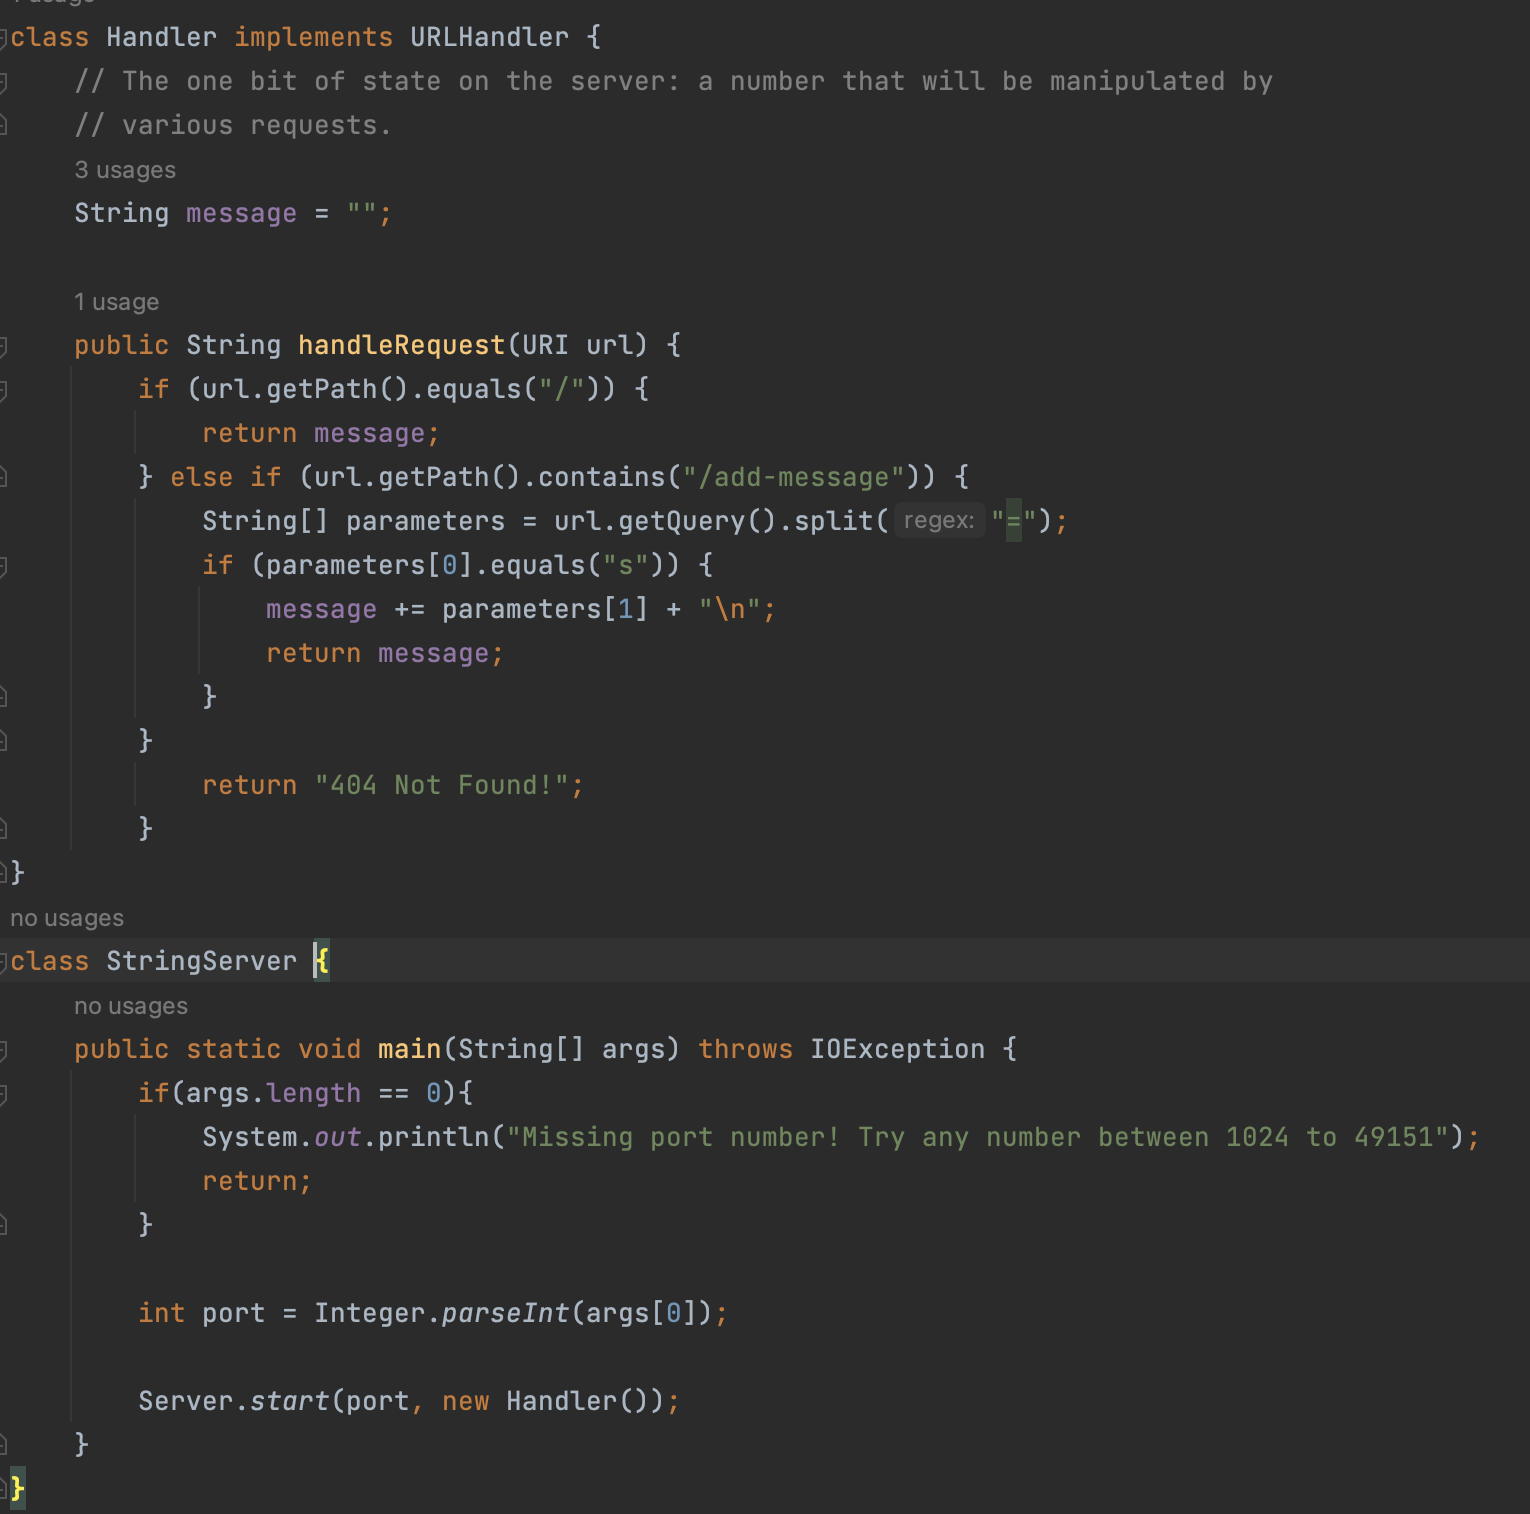 class Handler implements URLHandler {
// The one bit of state on the server: a number that will be manipulated by
// various requests.
3 usages
String message = "";
1 usage
public String handleRequest(URI url) {
if (url.getPath().equals("/")) {
return message;
} else if (url.getPath().contains("/add-message")) {
String[] parameters = url.getQuery().split( regex: "=");
if (parameters[0].equals("s")) {
message += parameters[1] + "\n";
return message;
}
}
return "404 Not Found!";
}
}
no usages
class StringServer {
no usages
public static void main(String[] args) throws IOException {
if(args.length == 0){
System.out.println("Missing port number! Try any number between 1024 to 49151");
return;
}
int port = Integer.parseInt(args[0]);
Server.start(port, new Handler());
}
}